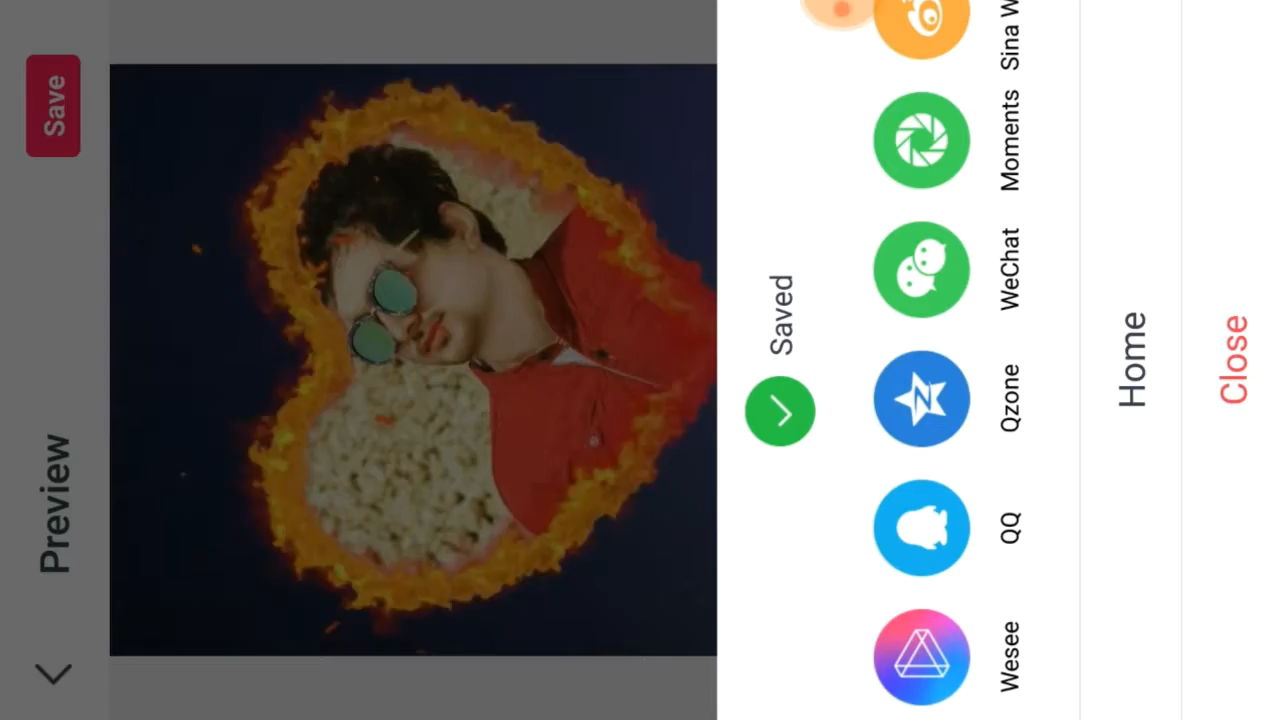 Preview
Save
Saved
Wesee
QQ
Qzone
WeChat
Moments
Sina W
Home
Close